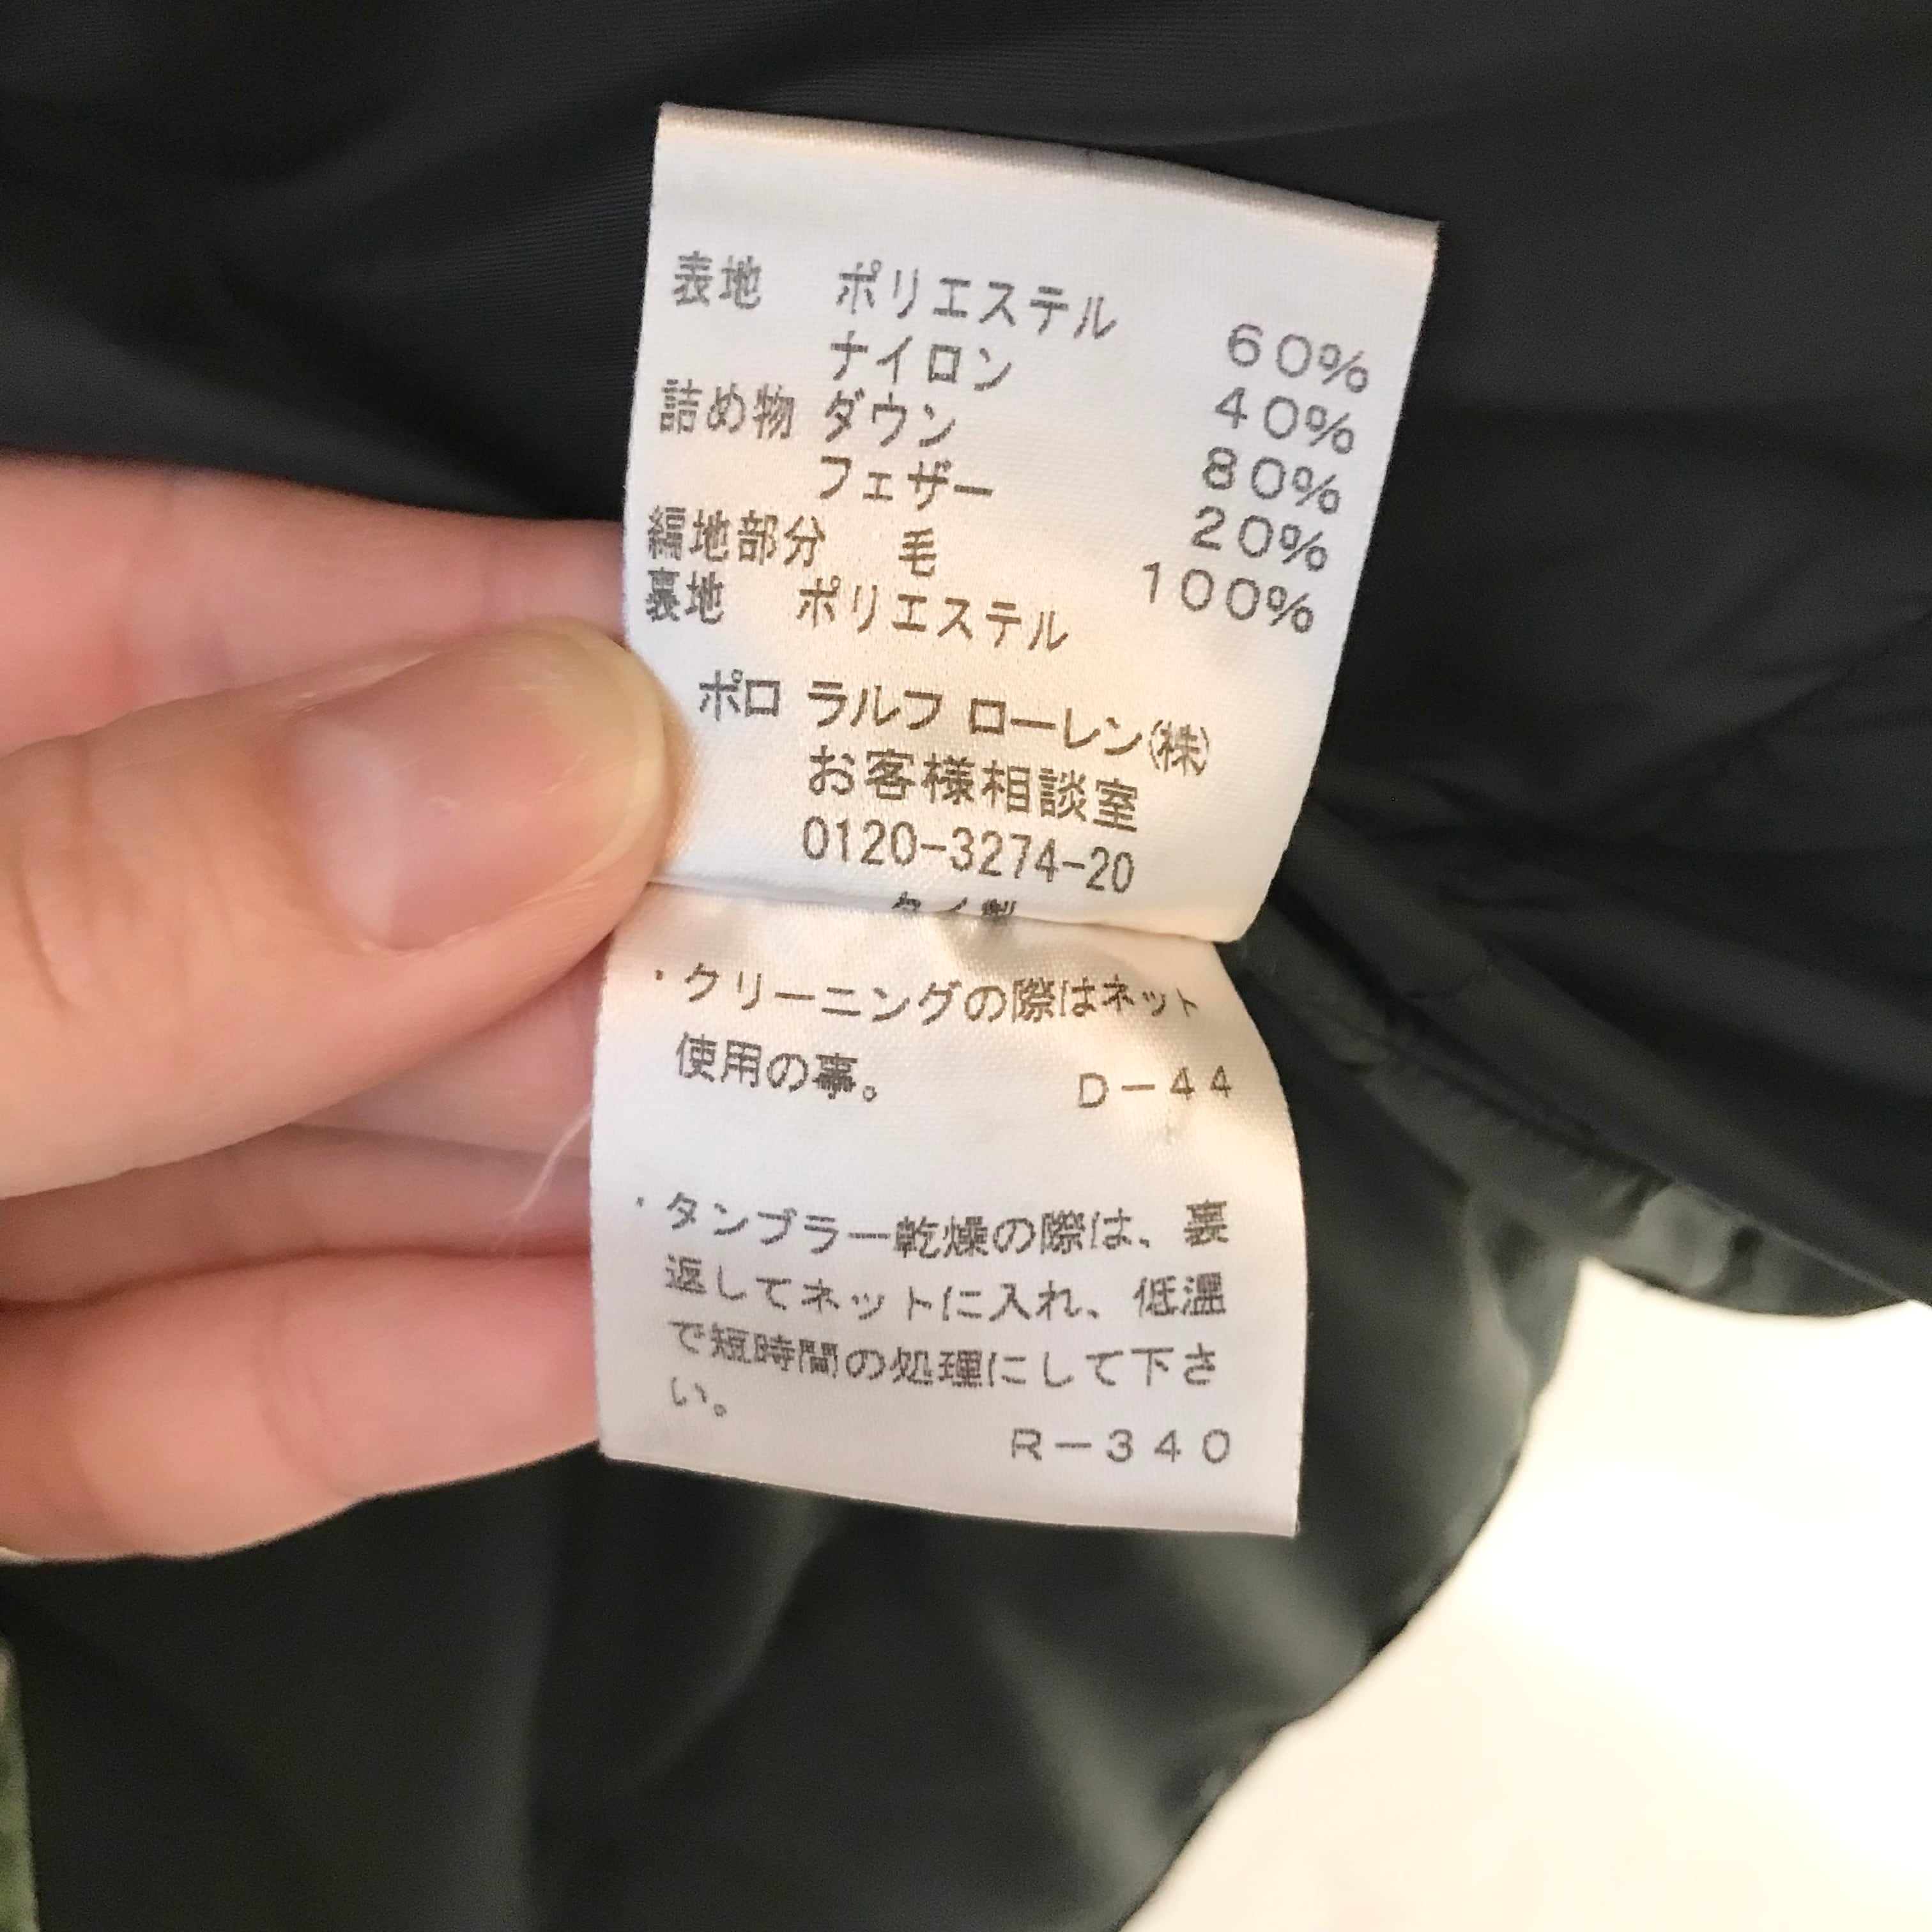 表地 ポリエステル 60%
ナイロン 40%
詰め物 ダウン 80%
フェザー 20%
編地部分 毛 100%
裏地 ポリエステル
ポロ ラルフ ローレン(株)
お客様相談室
0120-3274-20
タイ製
・クリーニングの際はネット
使用の事。 D-44
・タンブラー乾燥の際は、裏
返してネットに入れ、低温
で短時間の処理にして下さ
い。
R-340